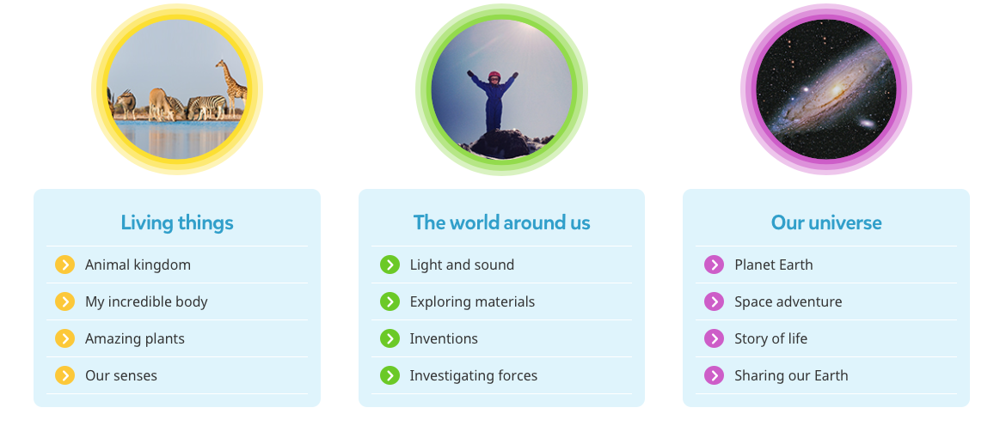 Living things
Animal kingdom
My incredible body
Amazing plants
Our senses
The world around us
Light and sound
Exploring materials
Inventions
Investigating forces
Our universe
Planet Earth
Space adventure
Story of life
Sharing our Earth